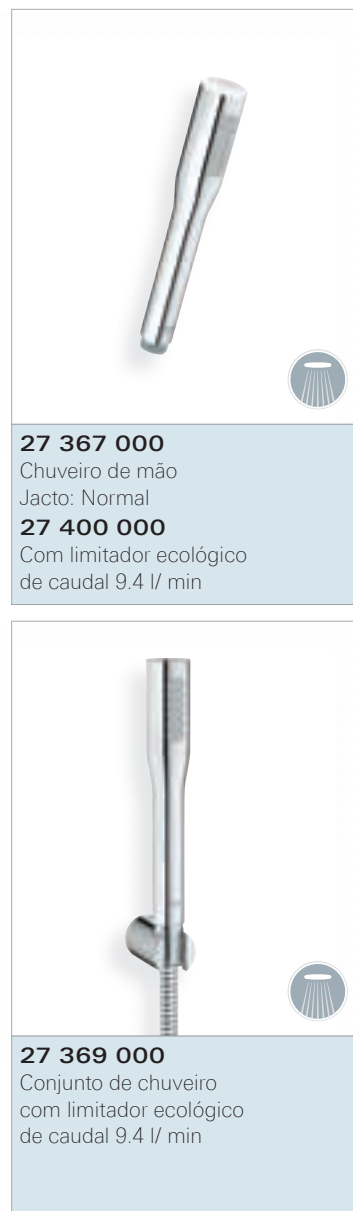 27 367 000
Chuveiro de mão
Jacto: Normal
27 400 000
Com limitador ecológico
de caudal 9.4 l/ min
27 369 000
Conjunto de chuveiro
com limitador ecológico
de caudal 9.4 l/ min